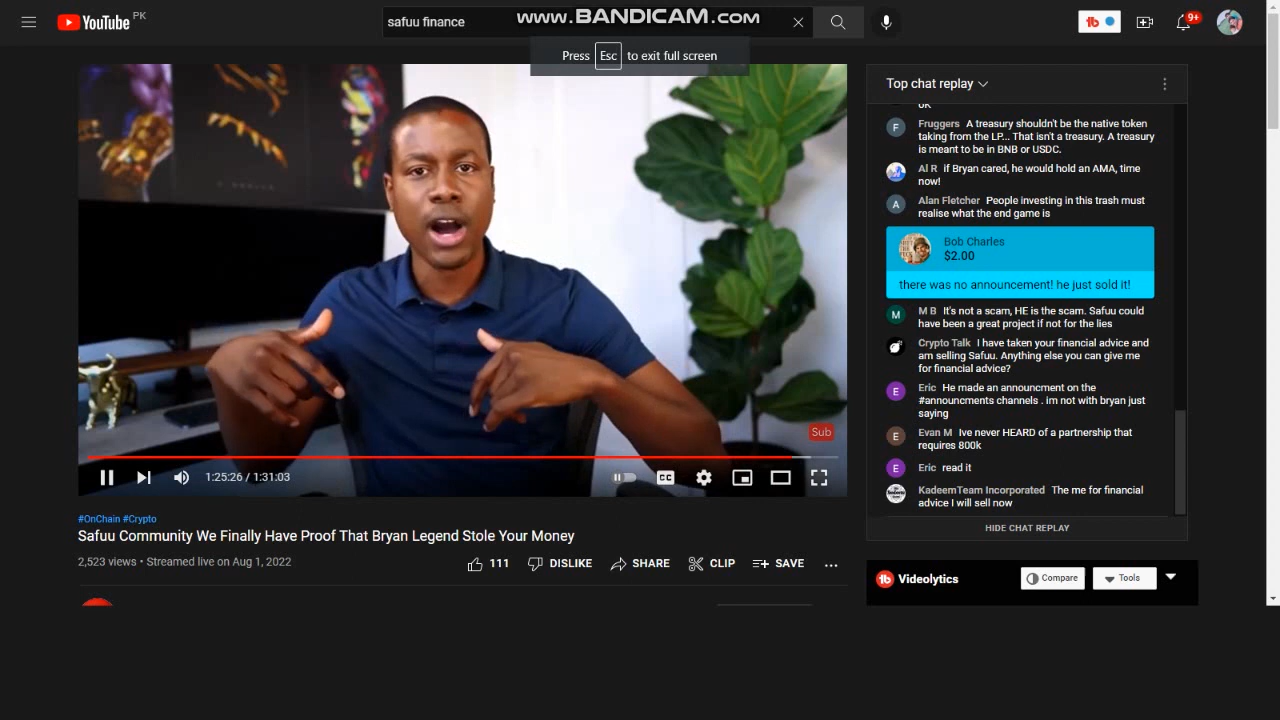 YouTube PK
safuu finance
www.BANDICAM.com
9+
Press Esc to exit full screen
Top chat replay
OK
Fruggers A treasury shouldn't be the native token
taking from the LP... That isn't a treasury. A treasury
is meant to be in BNB or USDC.
Al R if Bryan cared, he would hold an AMA, time
now!
Alan Fletcher People investing in this trash must
realise what the end game is
Bob Charles
$2.00
there was no announcement! he just sold it!
M B It's not a scam, HE is the scam. Safuu could
have been a great project if not for the lies
Crypto Talk I have taken your financial advice and
am selling Safuu. Anything else you can give me
for financial advice?
Eric He made an announcment on the
#announcments channels . im not with bryan just
saying
Evan M Ive never HEARD of a partnership that
requires 800k
Eric read it
KadeemTeam Incorporated The me for financial
advice I will sell now
HIDE CHAT REPLAY
Sub
1:25:26 / 1:31:03
CC
#OnChain #Crypto
Safuu Community We Finally Have Proof That Bryan Legend Stole Your Money
2,523 views • Streamed live on Aug 1, 2022
111 DISLIKE SHARE CLIP SAVE
Videolytics
Compare
Tools